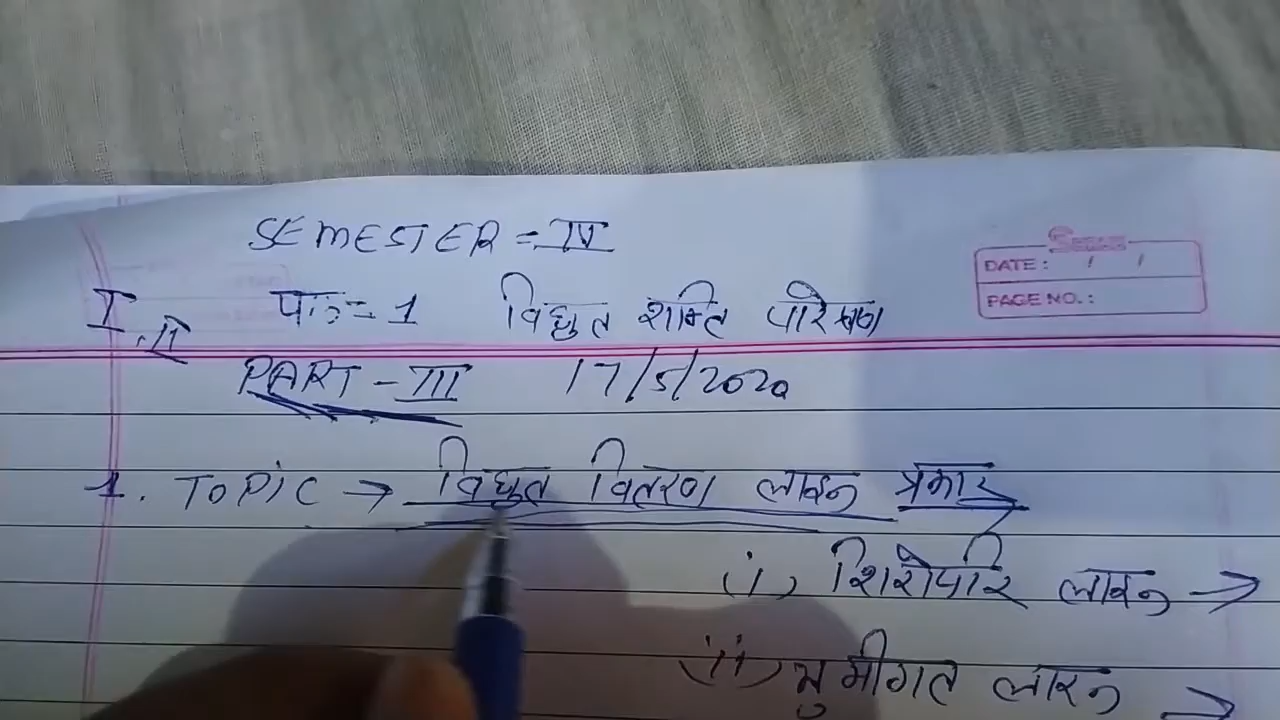 SEMESTER = IV
DATE: / /
PAGE NO.:
I, II पाठ = 1 विद्युत शक्ति परिेषण
PART - III 17/5/2020
1. TOPIC → विद्युत वितरण लाइन प्रकार
(i) शिरोपरि लाइन →
(ii) भुमीगत लाइन →